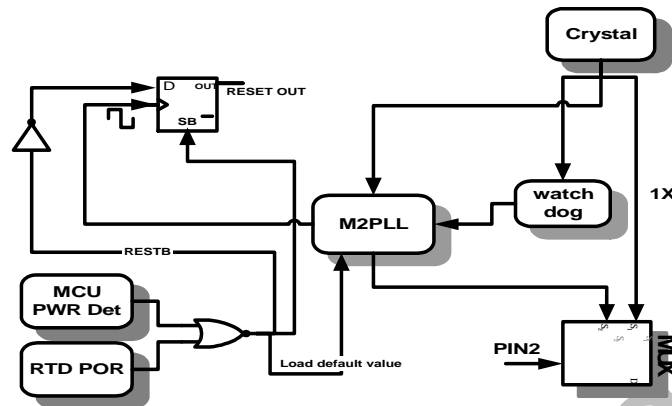 Crystal
D
OUT
RESET OUT
SB
watch
dog
1X
M2PLL
RESTB
MCU
PWR Det
RTD POR
Load default value
PIN2
MUX
D